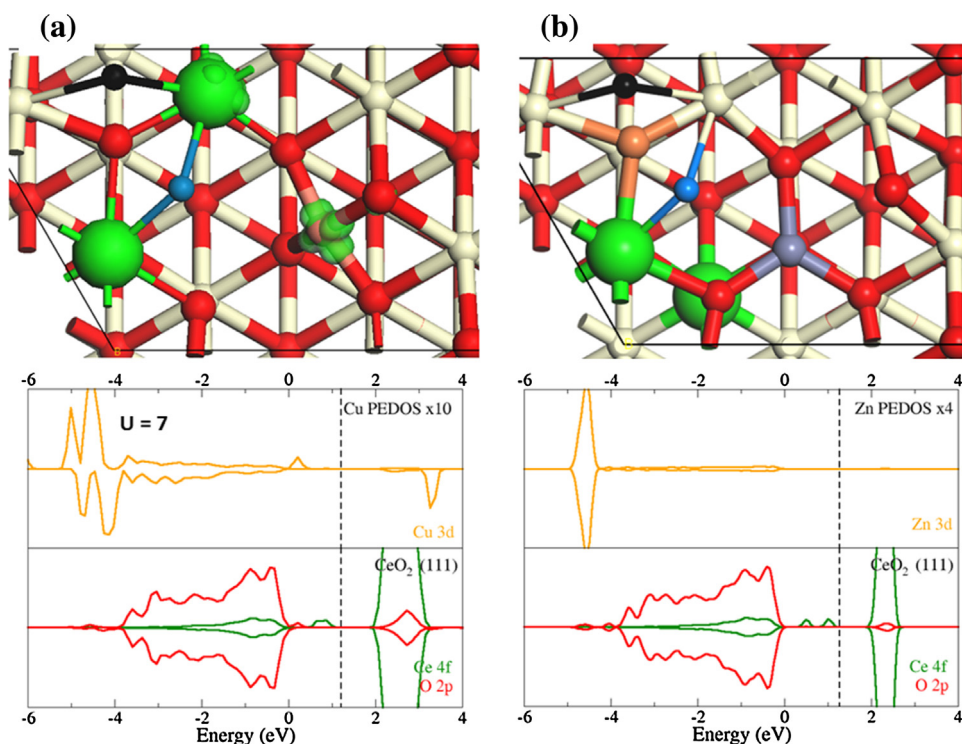 (a) (b)
-6 -4 -2 0 2 4 -6 -4 -2 0 2 4
U = 7 Cu PEDOS x10 Zn PEDOS x4
Cu 3d Zn 3d
CeO₂ (111) CeO₂ (111)
Ce 4f Ce 4f
O 2p O 2p
-6 -4 -2 0 2 4 -6 -4 -2 0 2 4
Energy (eV) Energy (eV)